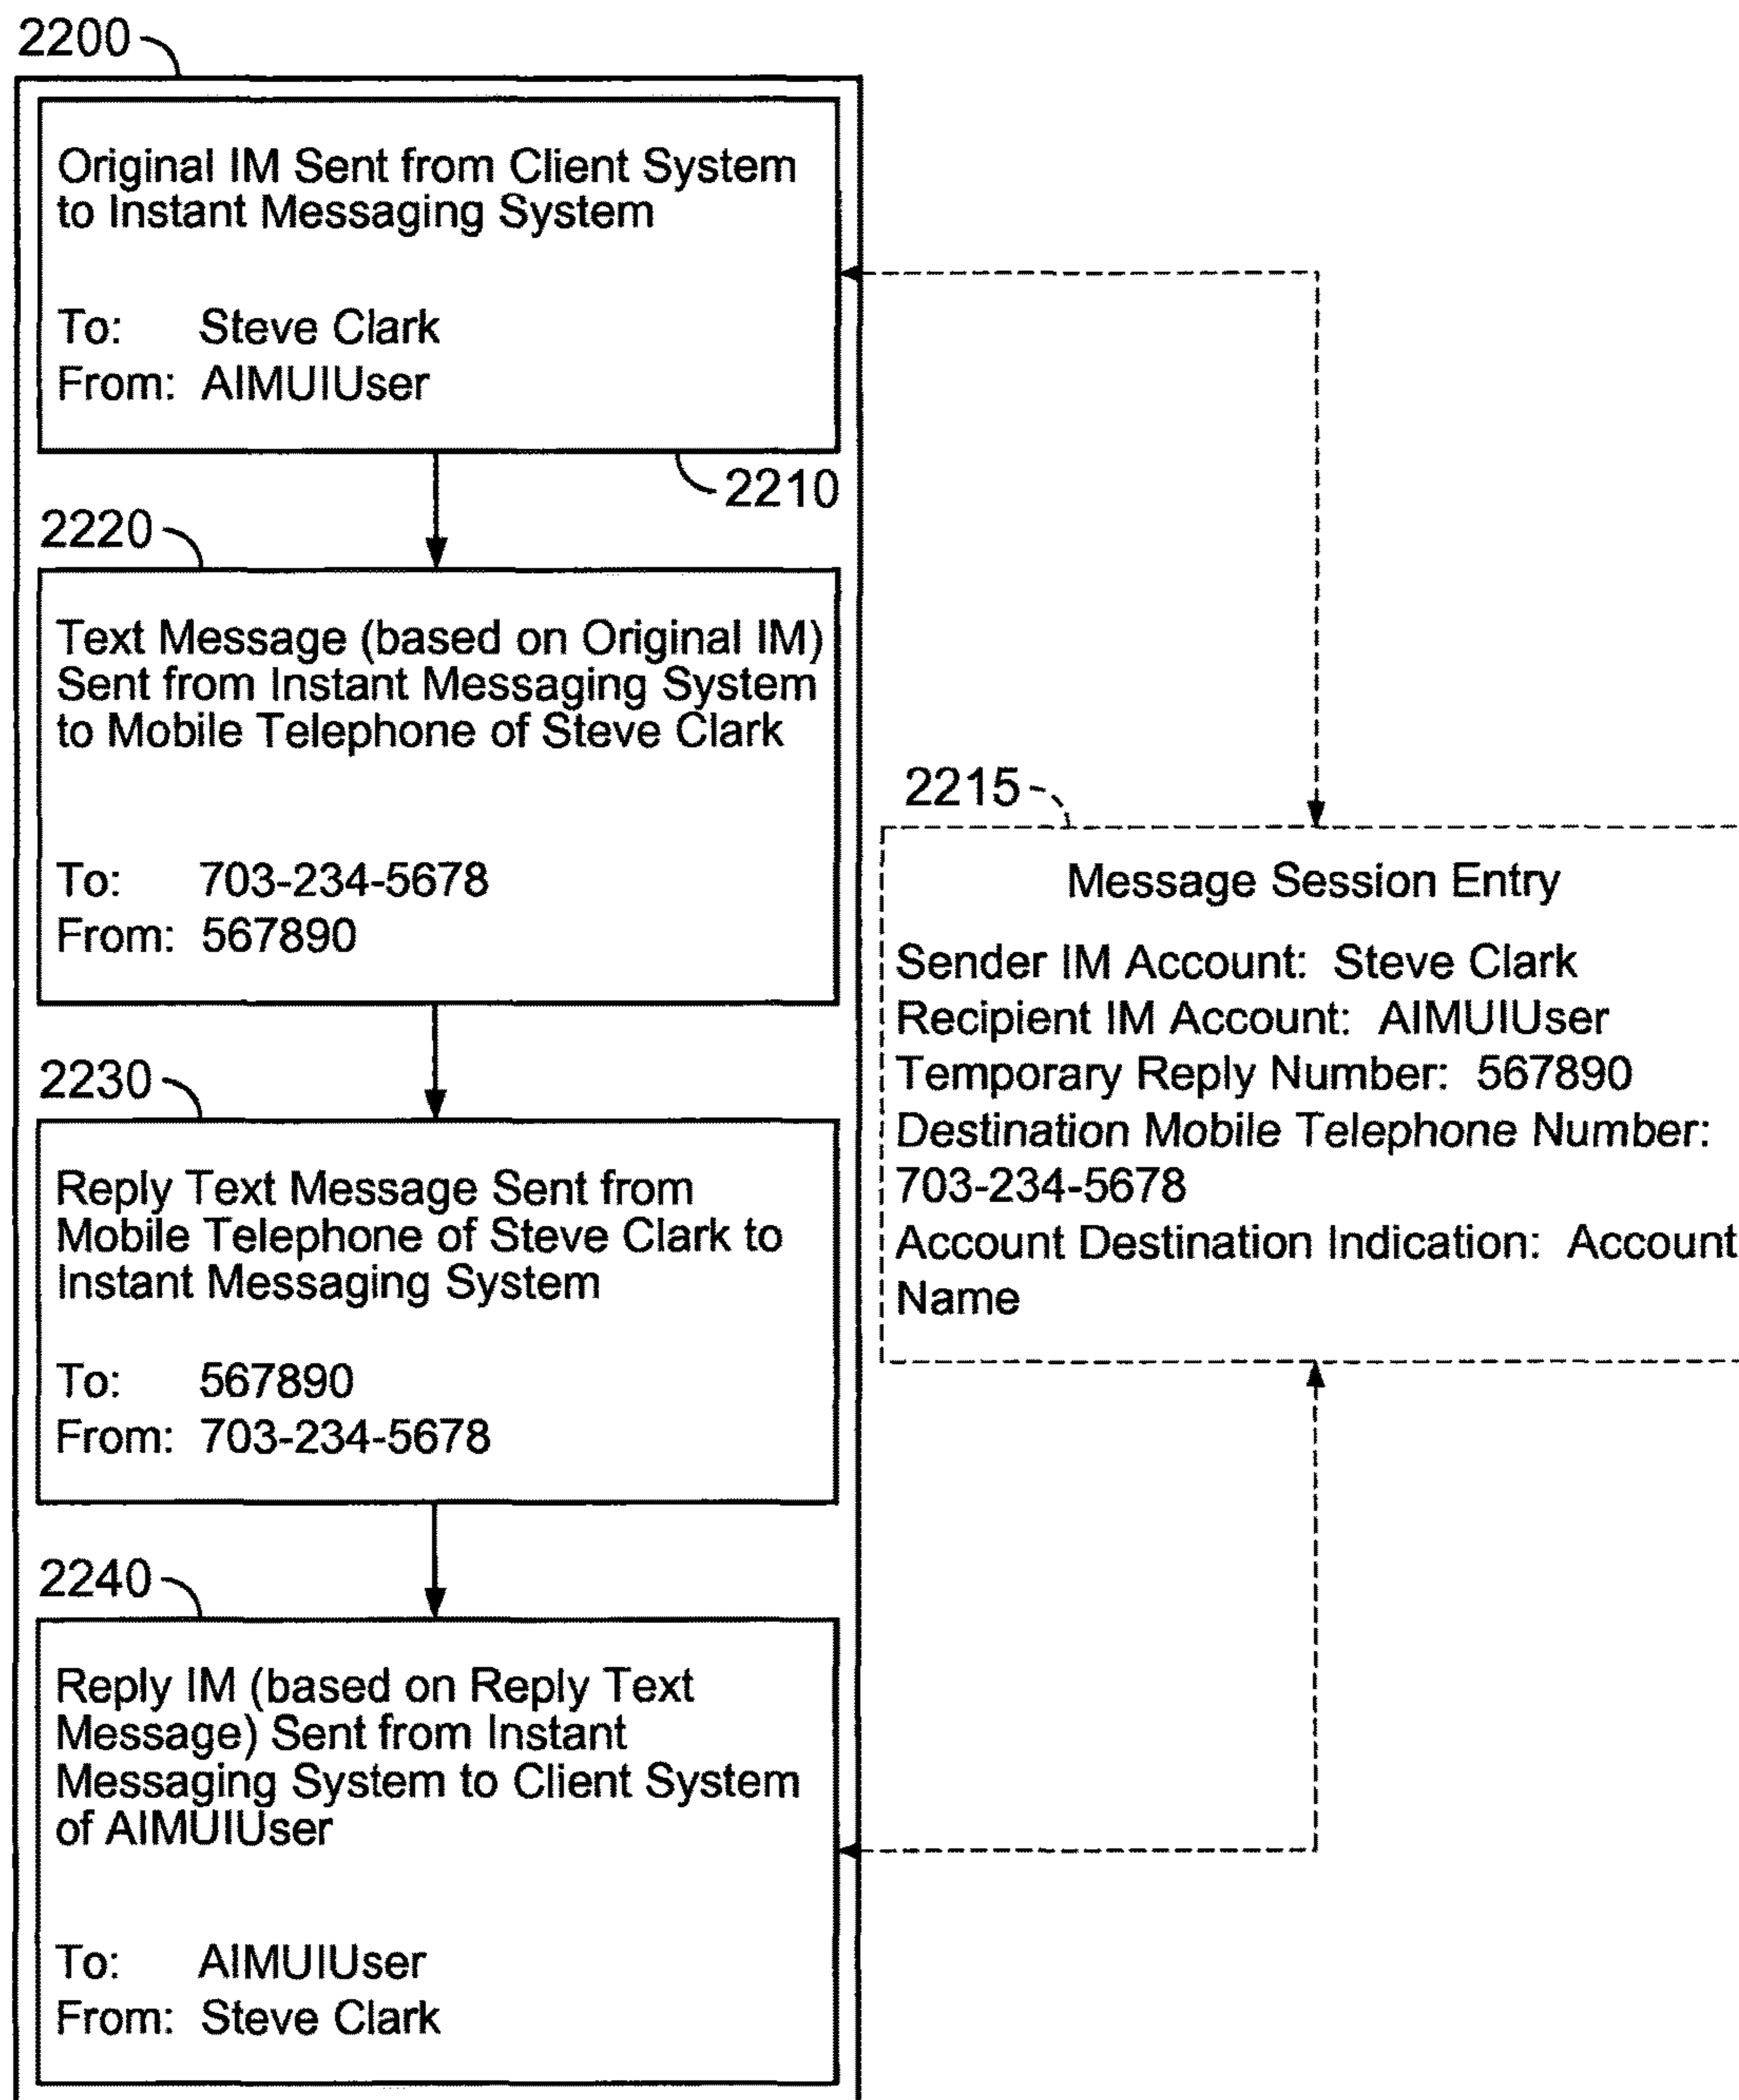 2200
Original IM Sent from Client System
to Instant Messaging System
To: Steve Clark
From: AIMUIUser
2210
2220
Text Message (based on Original IM)
Sent from Instant Messaging System
to Mobile Telephone of Steve Clark
To: 703-234-5678
From: 567890
2215
Message Session Entry
Sender IM Account: Steve Clark
Recipient IM Account: AIMUIUser
Temporary Reply Number: 567890
Destination Mobile Telephone Number:
703-234-5678
Account Destination Indication: Account
Name
2230
Reply Text Message Sent from
Mobile Telephone of Steve Clark to
Instant Messaging System
To: 567890
From: 703-234-5678
2240
Reply IM (based on Reply Text
Message) Sent from Instant
Messaging System to Client System
of AIMUIUser
To: AIMUIUser
From: Steve Clark